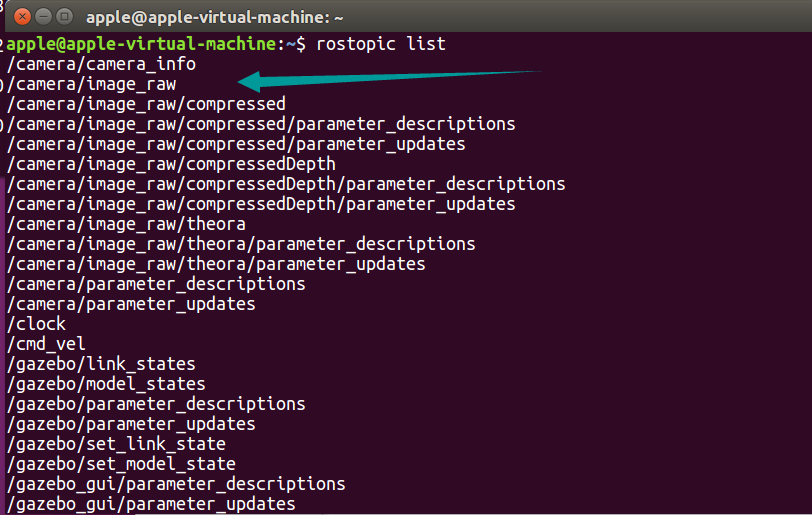 apple@apple-virtual-machine: ~
apple@apple-virtual-machine:~$ rostopic list
/camera/camera_info
/camera/image_raw
/camera/image_raw/compressed
/camera/image_raw/compressed/parameter_descriptions
/camera/image_raw/compressed/parameter_updates
/camera/image_raw/compressedDepth
/camera/image_raw/compressedDepth/parameter_descriptions
/camera/image_raw/compressedDepth/parameter_updates
/camera/image_raw/theora
/camera/image_raw/theora/parameter_descriptions
/camera/image_raw/theora/parameter_updates
/camera/parameter_descriptions
/camera/parameter_updates
/clock
/cmd_vel
/gazebo/link_states
/gazebo/model_states
/gazebo/parameter_descriptions
/gazebo/parameter_updates
/gazebo/set_link_state
/gazebo/set_model_state
/gazebo_gui/parameter_descriptions
/gazebo_gui/parameter_updates